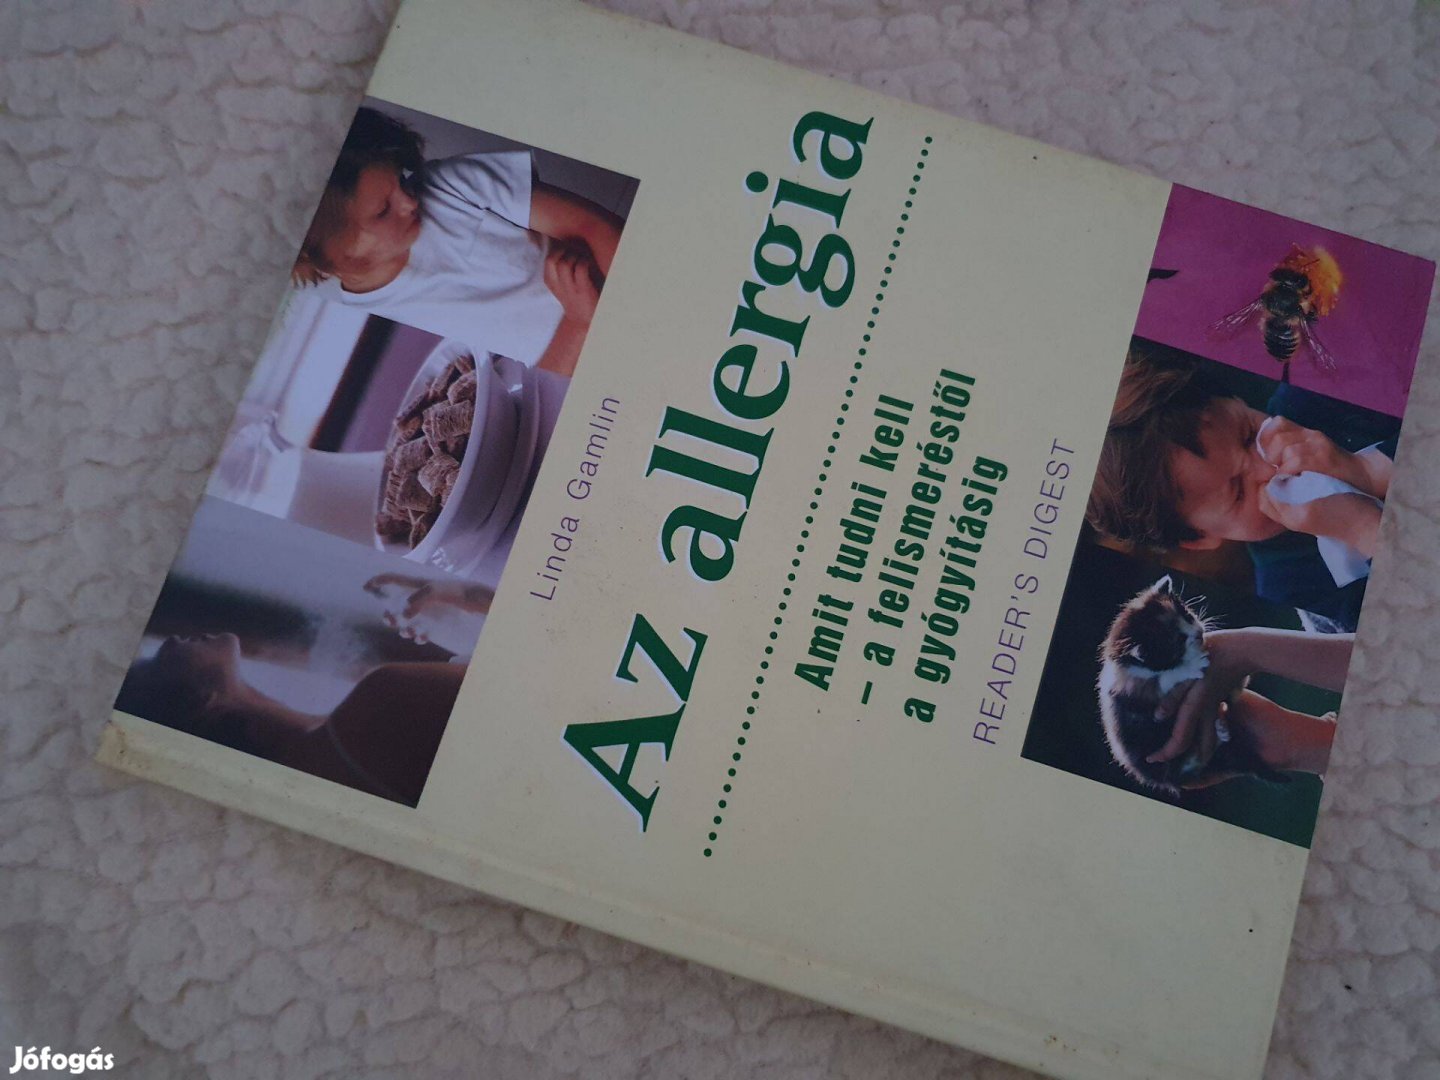 Linda Gamlin
Az allergia
Amit tudni kell
– a felismeréstől
a gyógyításig
READER'S DIGEST
Jófogás